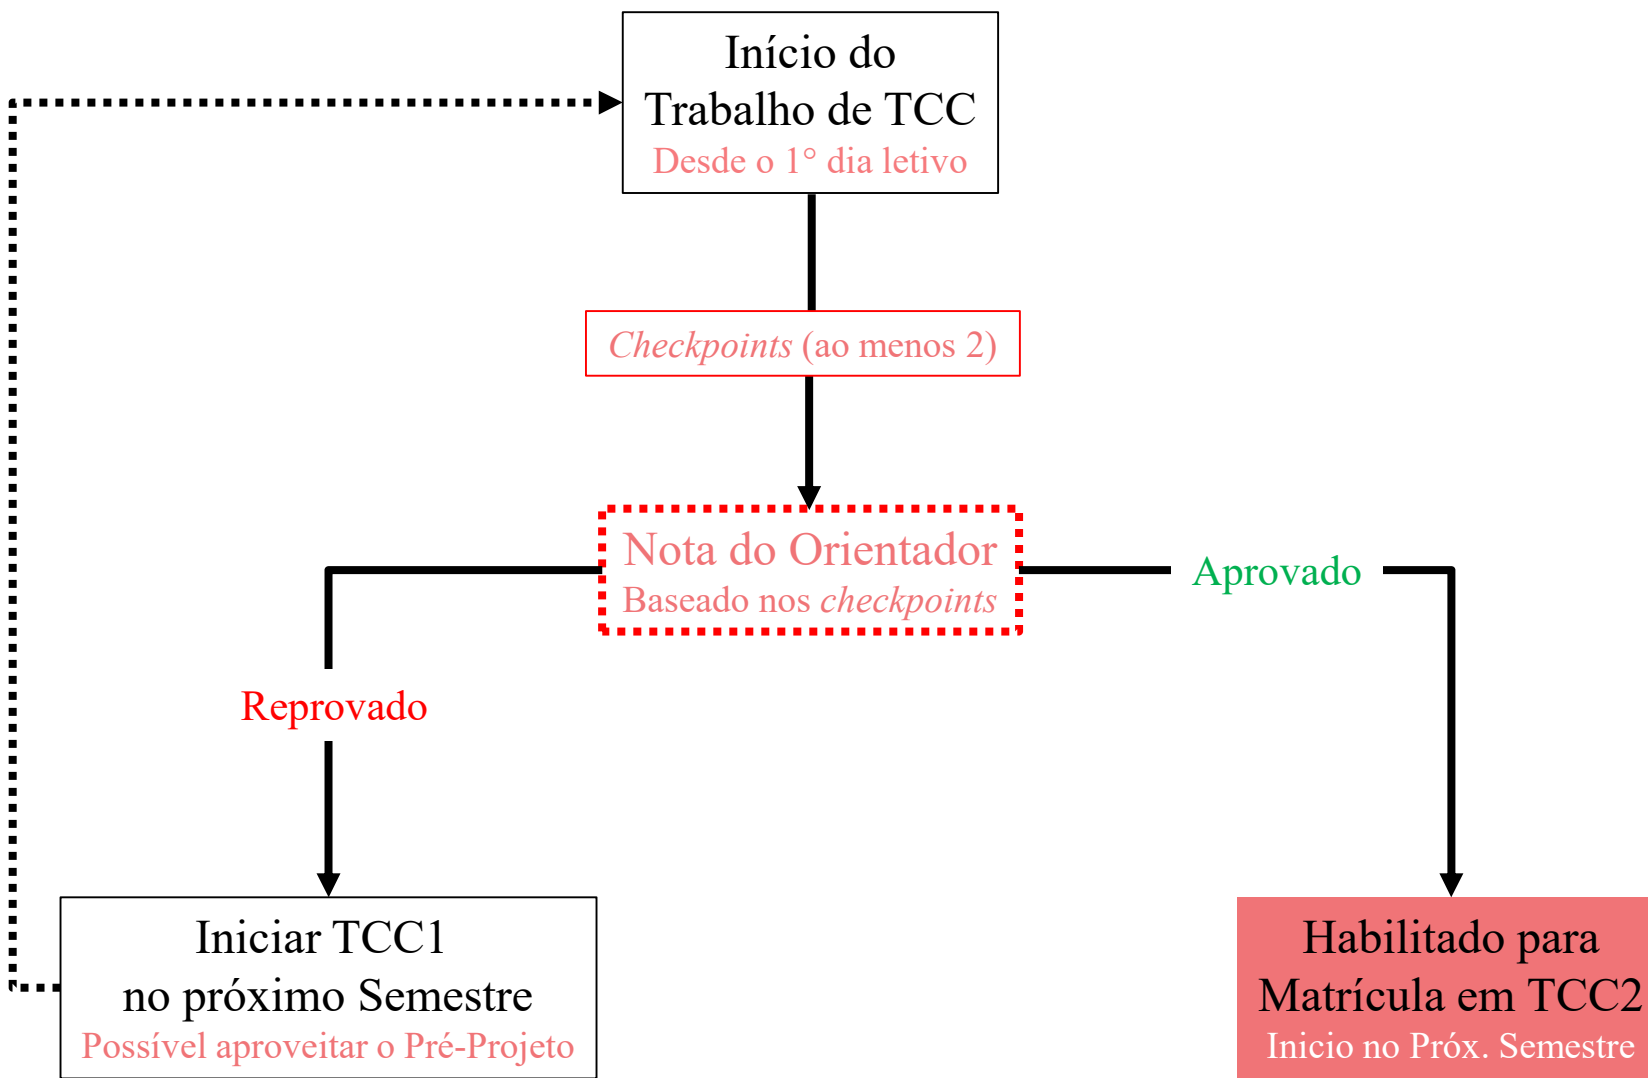 Início do
Trabalho de TCC
Desde o 1° dia letivo
Checkpoints (ao menos 2)
Nota do Orientador
Baseado nos checkpoints
Aprovado
Reprovado
Iniciar TCC1
no próximo Semestre
Possível aproveitar o Pré-Projeto
Habilitado para
Matrícula em TCC2
Inicio no Próx. Semestre